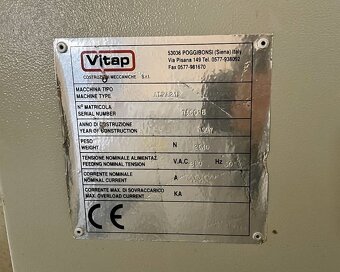 Vitap
COSTRUZIONI MECCANICHE S.r.l.
53036 POGGIBONSI (Siena) Italy
Via Pisana 149 Tel. 0577-938092
Fax 0577-981670
MACCHINA TIPO
MACHINE TYPE
N° MATRICOLA
SERIAL NUMBER
ANNO DI COSTRUZIONE
YEAR OF CONSTRUCTION
PESO
WEIGHT
N
TENSIONE NOMINALE ALIMENTAZ.
FEEDING NOMINAL TENSION
V.A.C.
HZ
CORRENTE NOMINALE
NOMINAL CURRENT
A
CORRENTE MAX. DI SOVRACCARICO
MAX. OVERLOAD CURRENT
KA
CE